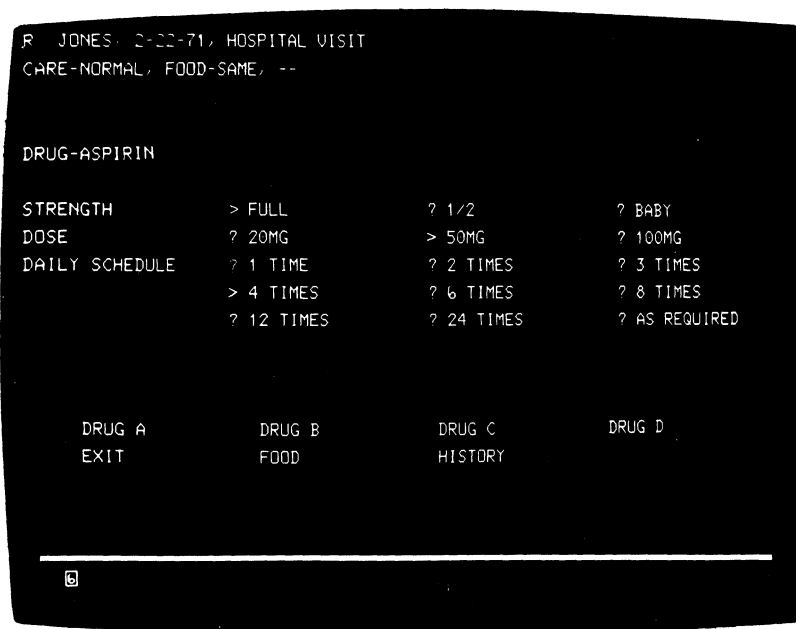 R JONES, 2-22-71, HOSPITAL VISIT
CARE-NORMAL, FOOD-SAME, --
DRUG-ASPIRIN
STRENGTH > FULL ? 1/2 ? BABY
DOSE ? 20MG > 50MG ? 100MG
DAILY SCHEDULE ? 1 TIME ? 2 TIMES ? 3 TIMES
> 4 TIMES ? 6 TIMES ? 8 TIMES
? 12 TIMES ? 24 TIMES ? AS REQUIRED
DRUG A DRUG B DRUG C DRUG D
EXIT FOOD HISTORY
6